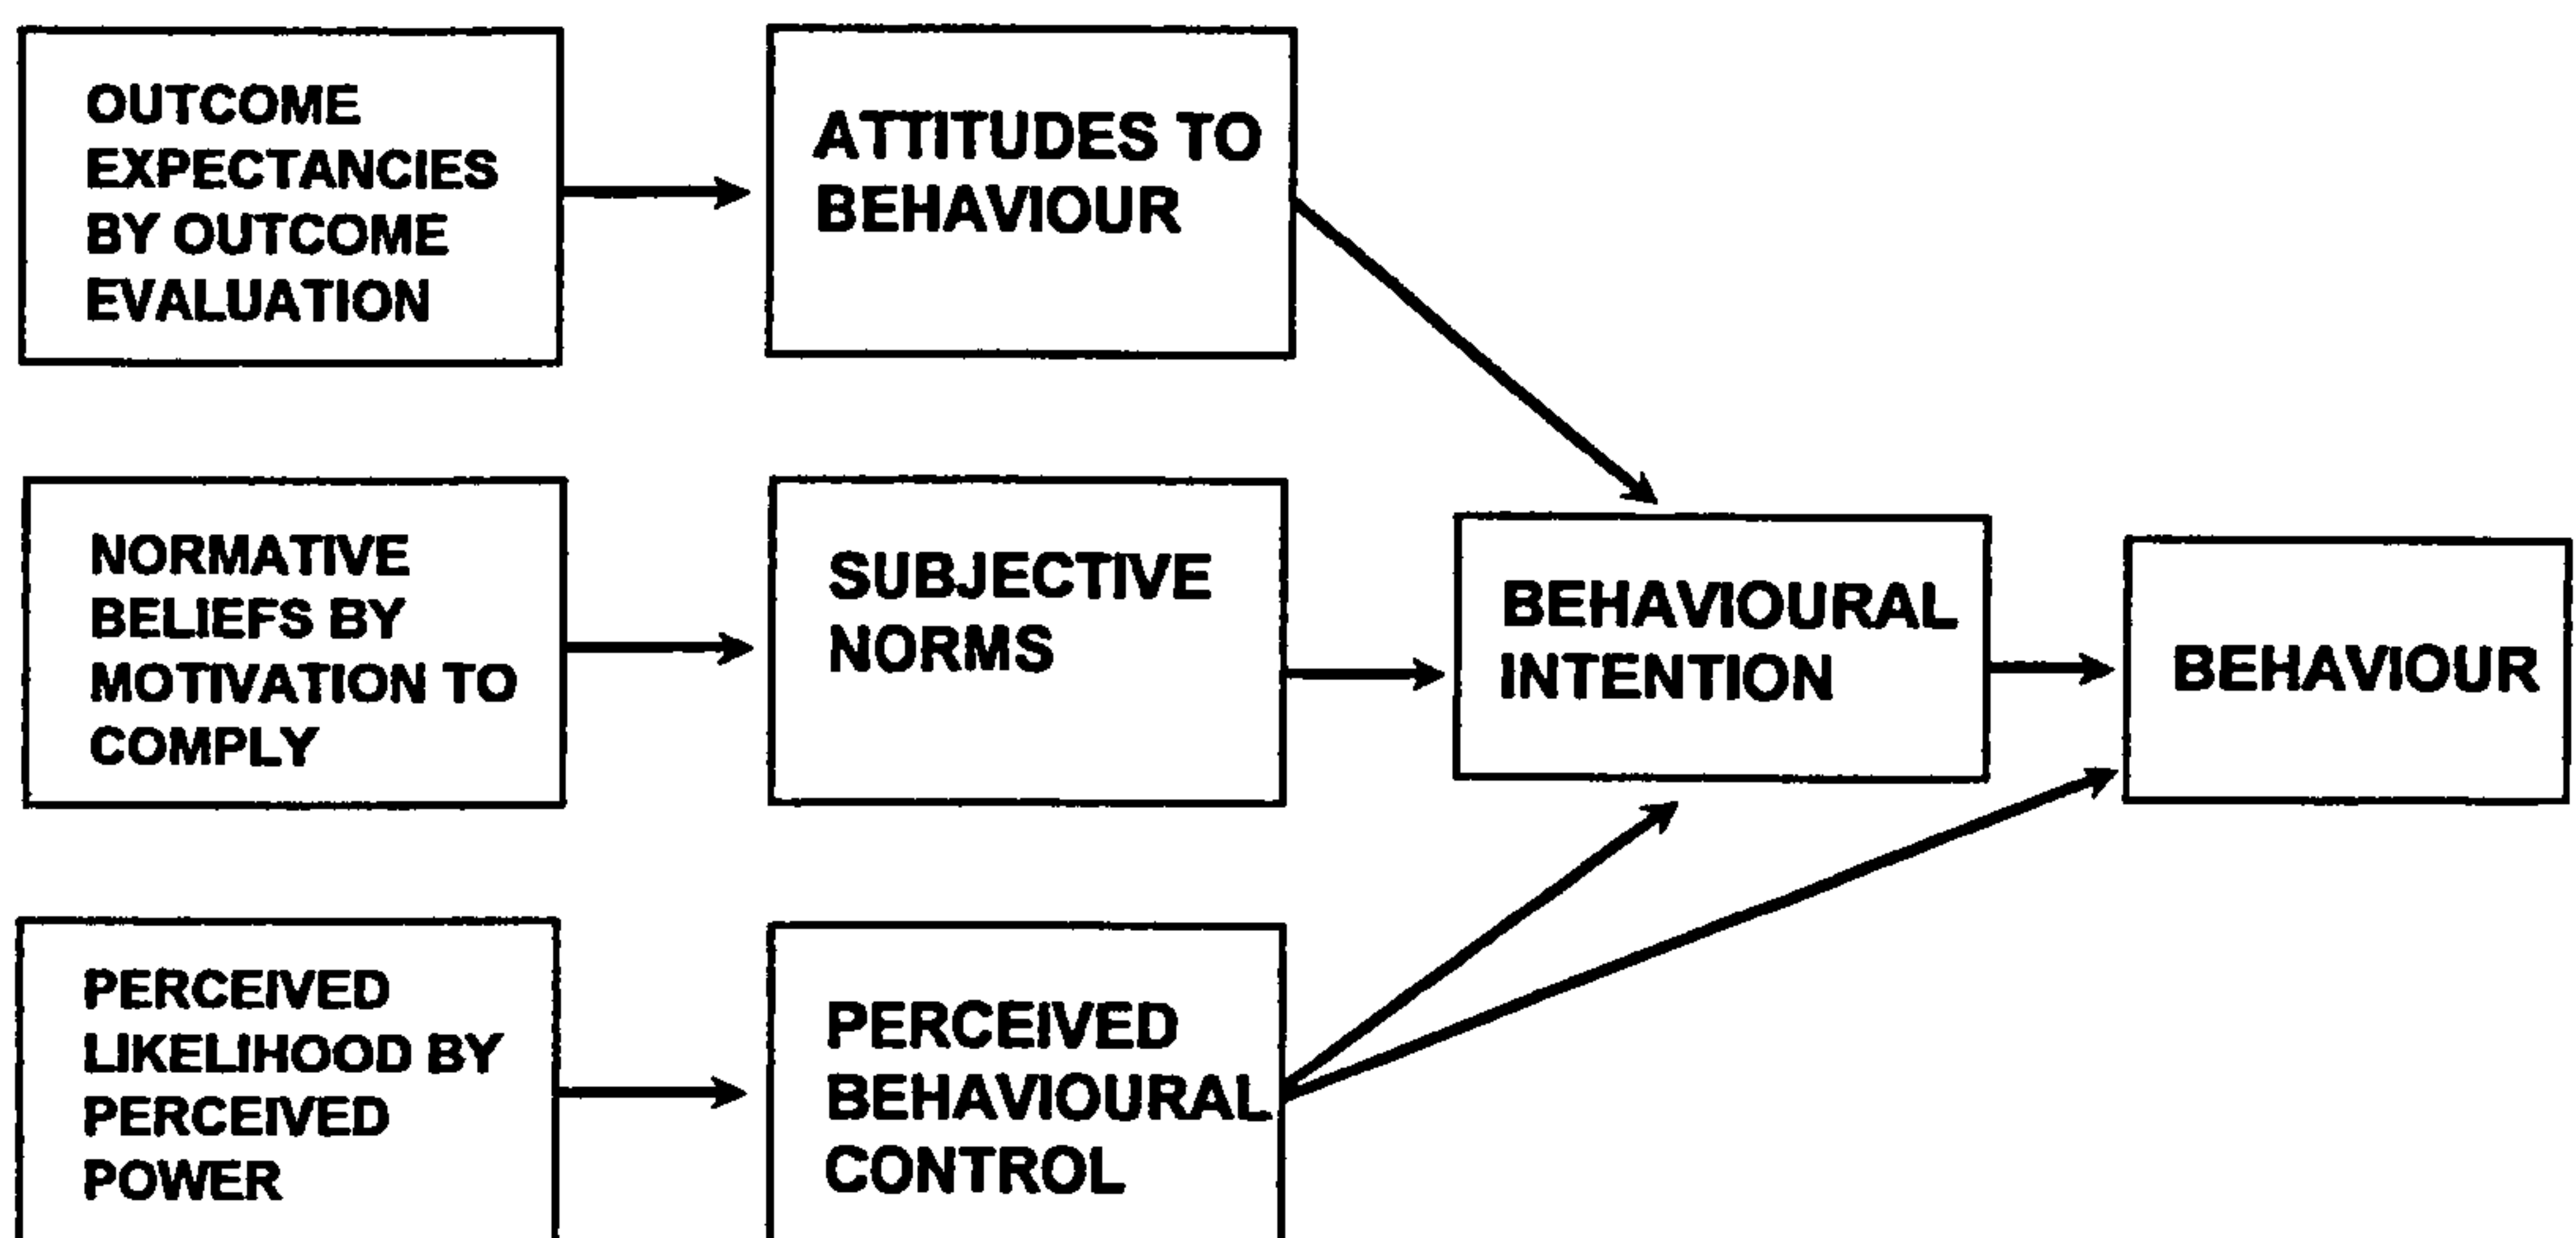 OUTCOME
EXPECTANCIES
BY OUTCOME
EVALUATION
ATTITUDES TO
BEHAVIOUR
NORMATIVE
BELIEFS BY
MOTIVATION TO
COMPLY
SUBJECTIVE
NORMS
BEHAVIOURAL
INTENTION
BEHAVIOUR
PERCEIVED
LIKELIHOOD BY
PERCEIVED
POWER
PERCEIVED
BEHAVIOURAL
CONTROL